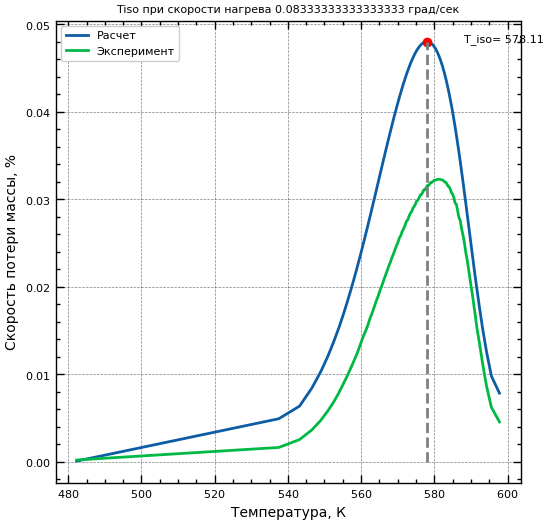 Tiso при скорости нагрева 0.08333333333333333 град/сек
Расчет
Эксперимент
T_iso= 578.11
0.05
0.04
0.03
0.02
0.01
0.00
Скорость потери массы, %
480 500 520 540 560 580 600
Температура, К